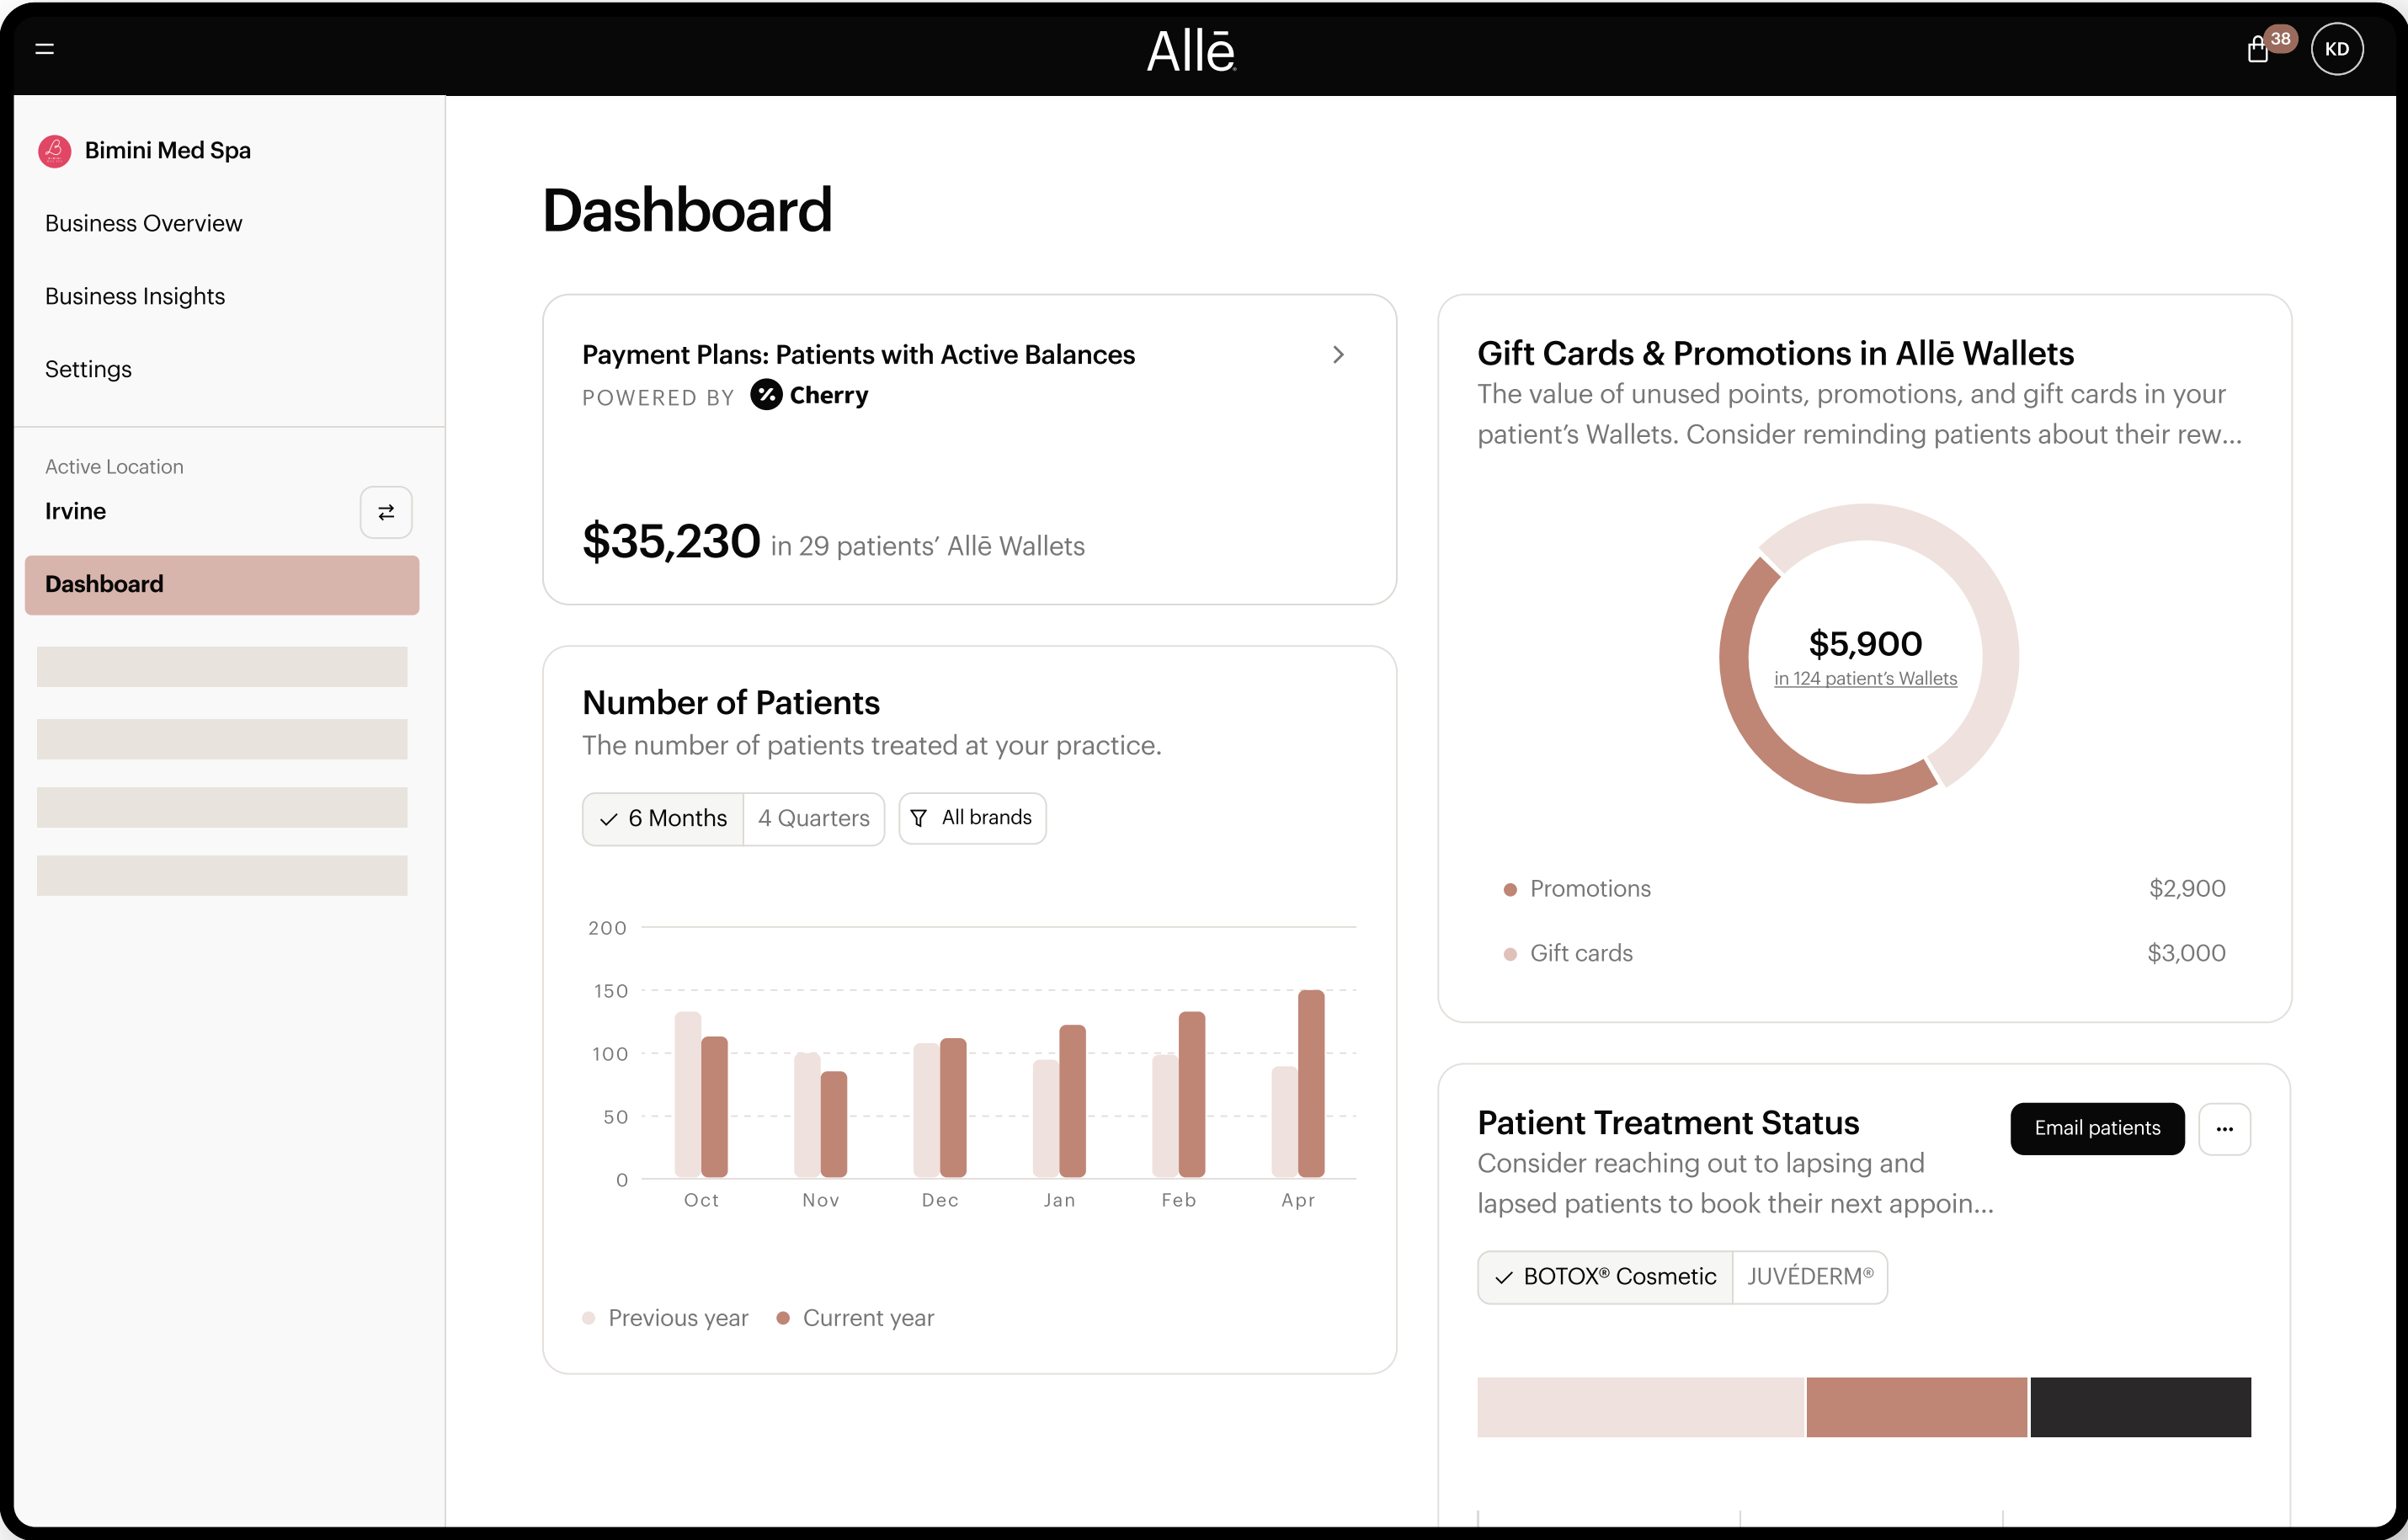 Allē
38
KD
Bimini Med Spa
Business Overview
Business Insights
Settings
Active Location
Irvine
Dashboard
Dashboard
Payment Plans: Patients with Active Balances
POWERED BY Cherry
$35,230 in 29 patients’ Allē Wallets
Number of Patients
The number of patients treated at your practice.
6 Months 4 Quarters All brands
200
150
100
50
0
Oct Nov Dec Jan Feb Apr
Previous year Current year
Gift Cards & Promotions in Allē Wallets
The value of unused points, promotions, and gift cards in your
patient’s Wallets. Consider reminding patients about their rew...
$5,900
in 124 patient’s Wallets
Promotions $2,900
Gift cards $3,000
Patient Treatment Status
Email patients
Consider reaching out to lapsing and
lapsed patients to book their next appoin...
BOTOX® Cosmetic JUVÉDERM®